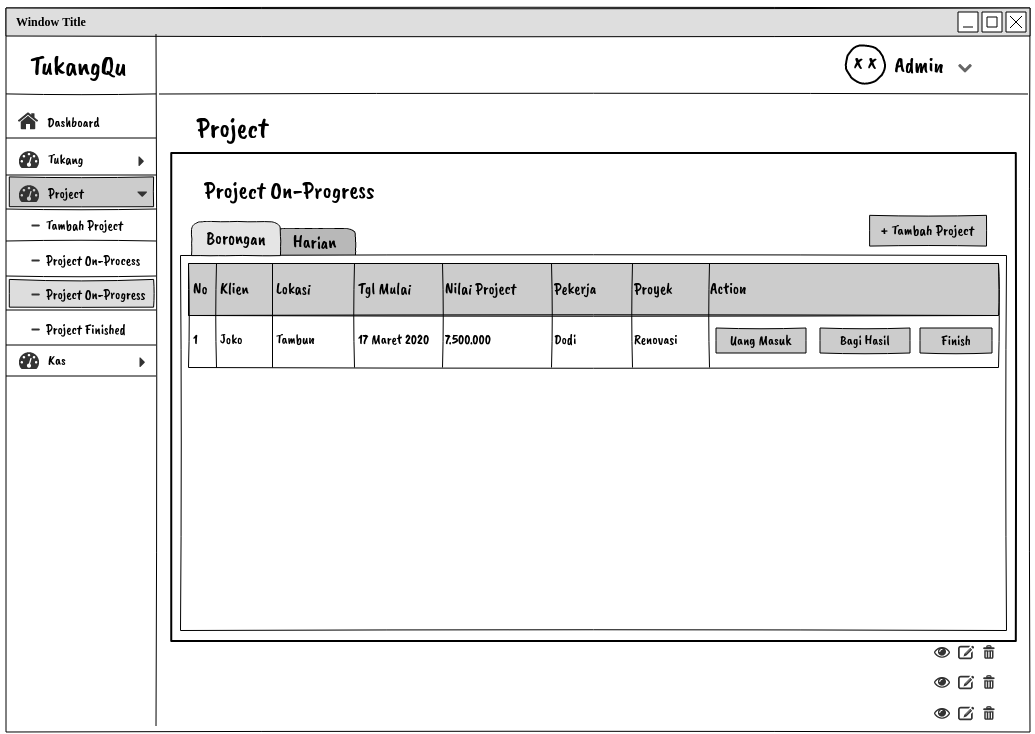 Window Title
TukangQu
Admin
Dashboard
Tukang
Project
– Tambah Project
– Project On-Process
– Project On-Progress
– Project Finished
Kas
Project
Project On-Progress
Borongan Harian
+ Tambah Project
No Klien Lokasi Tgl Mulai Nilai Project Pekerja Proyek Action
1 Joko Tambun 17 Maret 2020 7.500.000 Dodi Renovasi Uang Masuk Bagi Hasil Finish